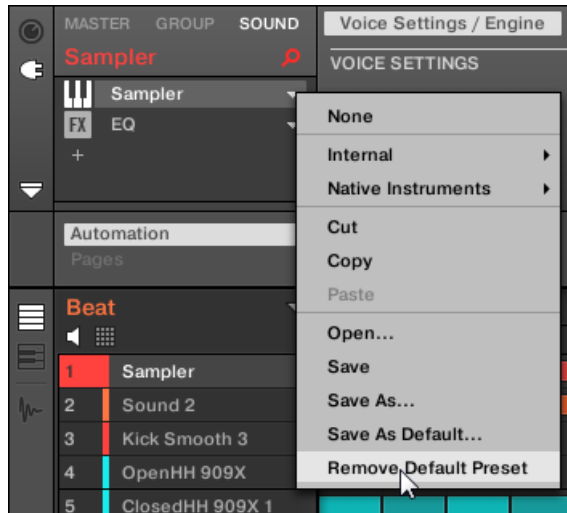 MASTER GROUP SOUND
Sampler
Sampler
FX EQ
+
Automation
Pages
Beat
1 Sampler
2 Sound 2
3 Kick Smooth 3
4 OpenHH 909X
5 ClosedHH 909X 1
Voice Settings / Engine
VOICE SETTINGS
None
Internal
Native Instruments
Cut
Copy
Paste
Open...
Save
Save As...
Save As Default...
Remove Default Preset